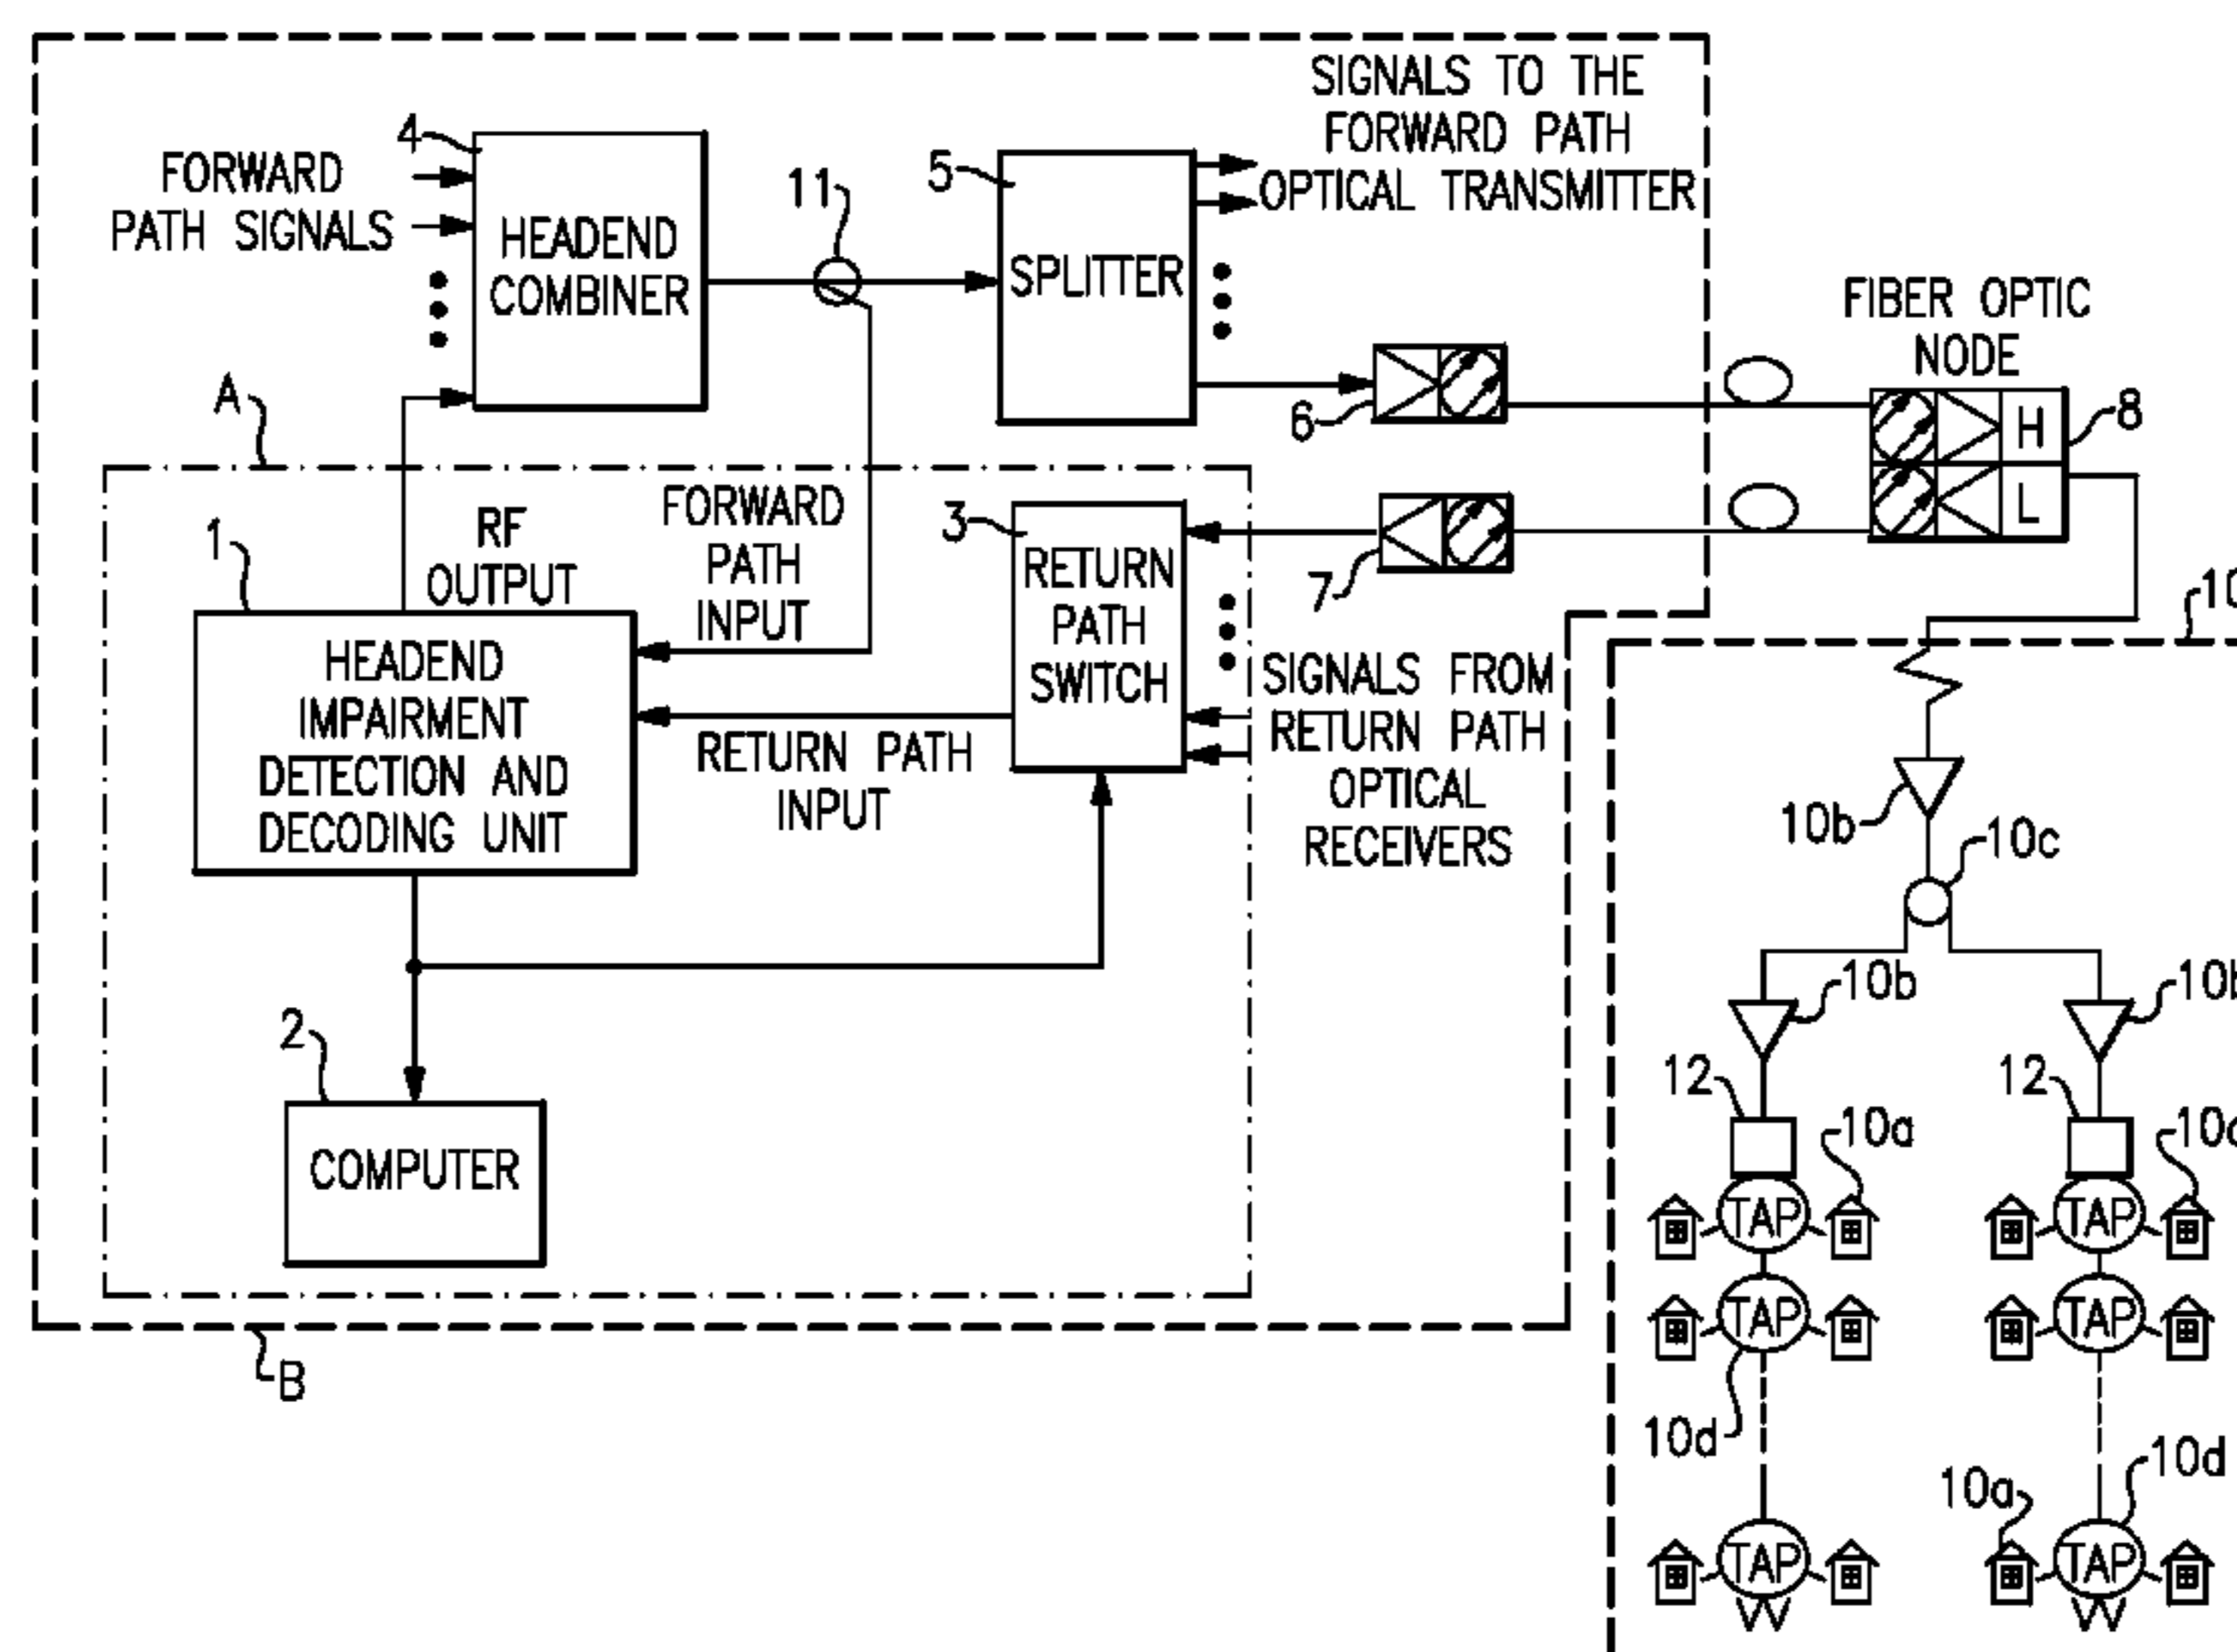 SIGNALS TO THE
FORWARD PATH
OPTICAL TRANSMITTER
4
FORWARD
PATH SIGNALS
HEADEND
COMBINER
11
5
SPLITTER
FIBER OPTIC
NODE
6
H
L
8
A
RF
OUTPUT
FORWARD
PATH
INPUT
3
RETURN
PATH
SWITCH
7
10
1
HEADEND
IMPAIRMENT
DETECTION AND
DECODING UNIT
RETURN PATH
INPUT
SIGNALS FROM
RETURN PATH
OPTICAL
RECEIVERS
10b
10c
10b
10b
2
COMPUTER
12
12
10a
TAP
TAP
TAP
TAP
B
10d
10a
10d
TAP
TAP